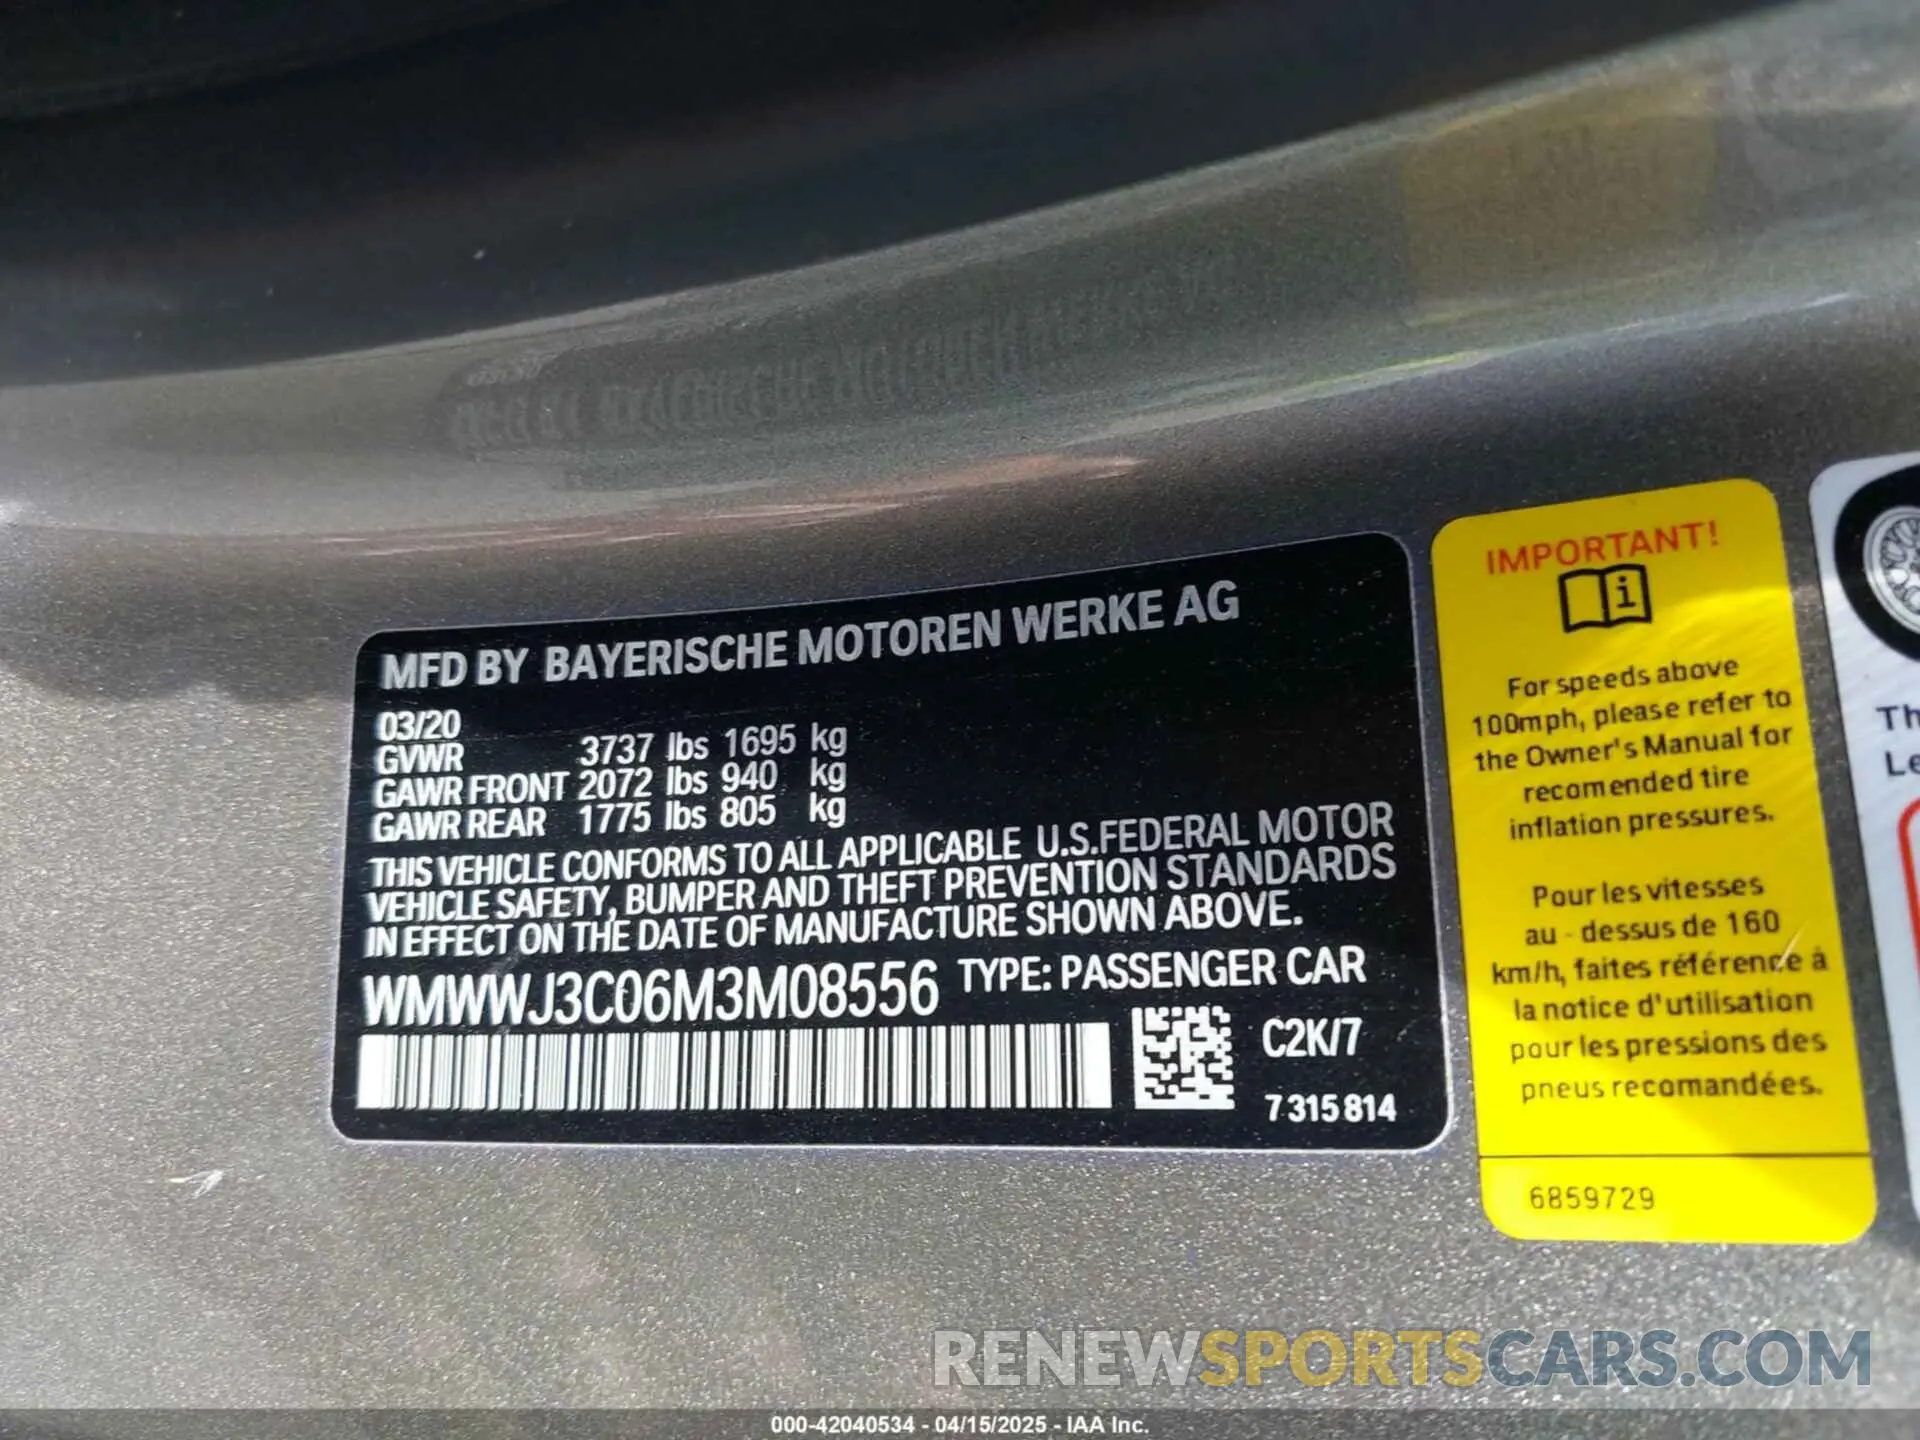 MFD BY BAYERISCHE MOTOREN WERKE AG
03/20
GVWR 3737 lbs 1695 kg
GAWR FRONT 2072 lbs 940 kg
GAWR REAR 1775 lbs 805 kg
THIS VEHICLE CONFORMS TO ALL APPLICABLE U.S.FEDERAL MOTOR
VEHICLE SAFETY, BUMPER AND THEFT PREVENTION STANDARDS
IN EFFECT ON THE DATE OF MANUFACTURE SHOWN ABOVE.
WMWWJ3C06M3M08556 TYPE: PASSENGER CAR
C2K/7
7 315 814
IMPORTANT!
For speeds above
100mph, please refer to
the Owner's Manual for
recomended tire
inflation pressures.
Pour les vitesses
au - dessus de 160
km/h, faites référence à
la notice d'utilisation
pour les pressions des
pneus recomandées.
6859729
Th
Le
RENEWSPORTSCARS.COM
000-42040534 - 04/15/2025 - IAA Inc.